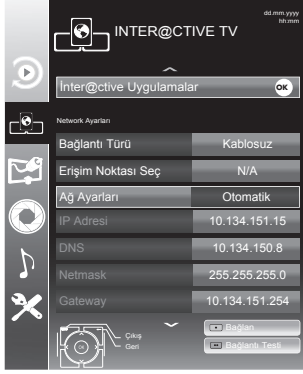 dd.mm.yyyy
hh:mm
INTER@CTIVE TV
İnter@ctive Uygulamalar OK
Network Ayarları
Bağlantı Türü Kablosuz
Erişim Noktası Seç N/A
Ağ Ayarları Otomatik
IP Adresi 10.134.151.15
DNS 10.134.150.8
Netmask 255.255.255.0
Gateway 10.134.151.254
Çıkış
Geri
OK
Bağlan
Bağlantı Testi